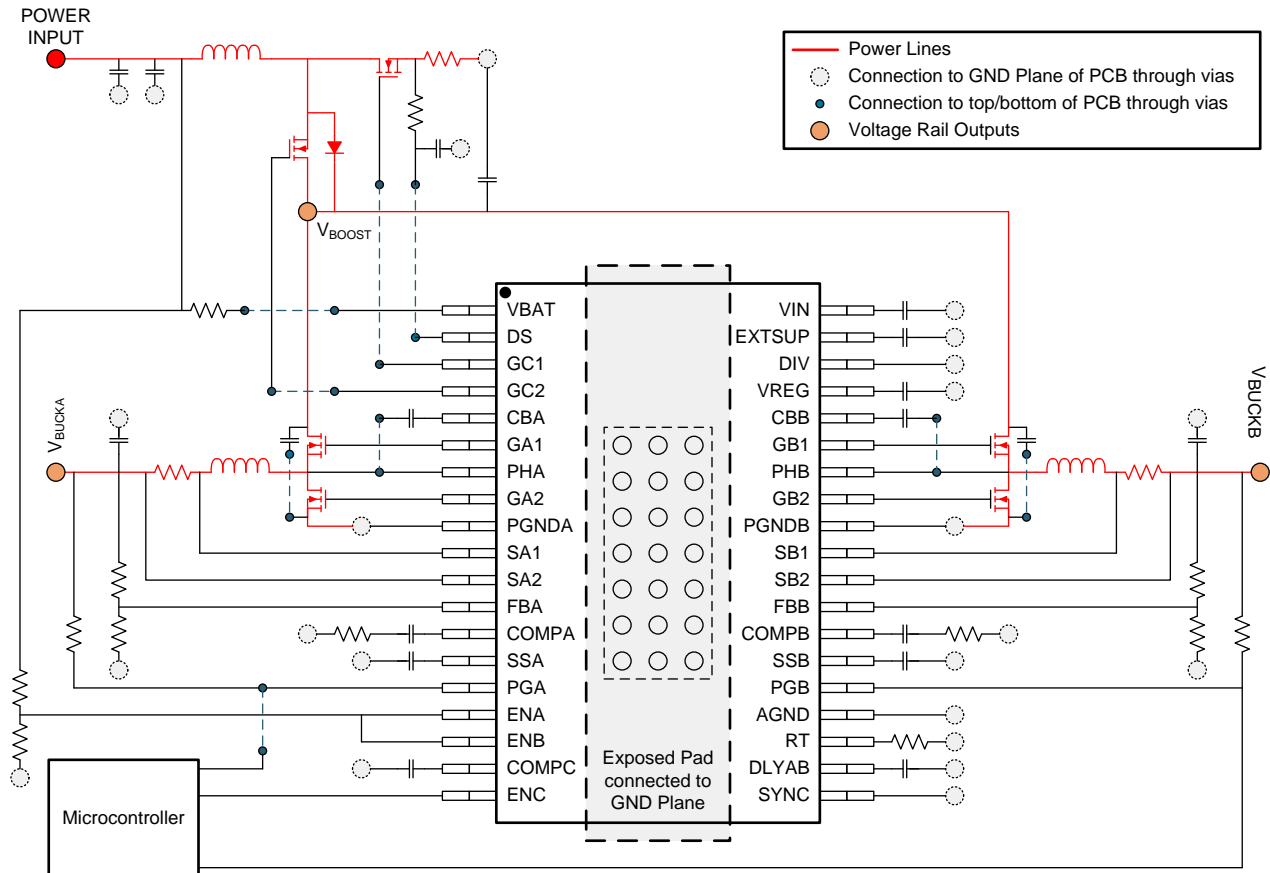 POWER
INPUT
Power Lines
Connection to GND Plane of PCB through vias
Connection to top/bottom of PCB through vias
Voltage Rail Outputs
VBOOST
VBUCKA
VBUCKB
VBAT
DS
GC1
GC2
CBA
GA1
PHA
GA2
PGNDA
SA1
SA2
FBA
COMPA
SSA
PGA
ENA
ENB
COMPC
ENC
VIN
EXTSUP
DIV
VREG
CBB
GB1
PHB
GB2
PGNDB
SB1
SB2
FBB
COMPB
SSB
PGB
AGND
RT
DLYAB
SYNC
Exposed Pad
connected to
GND Plane
Microcontroller